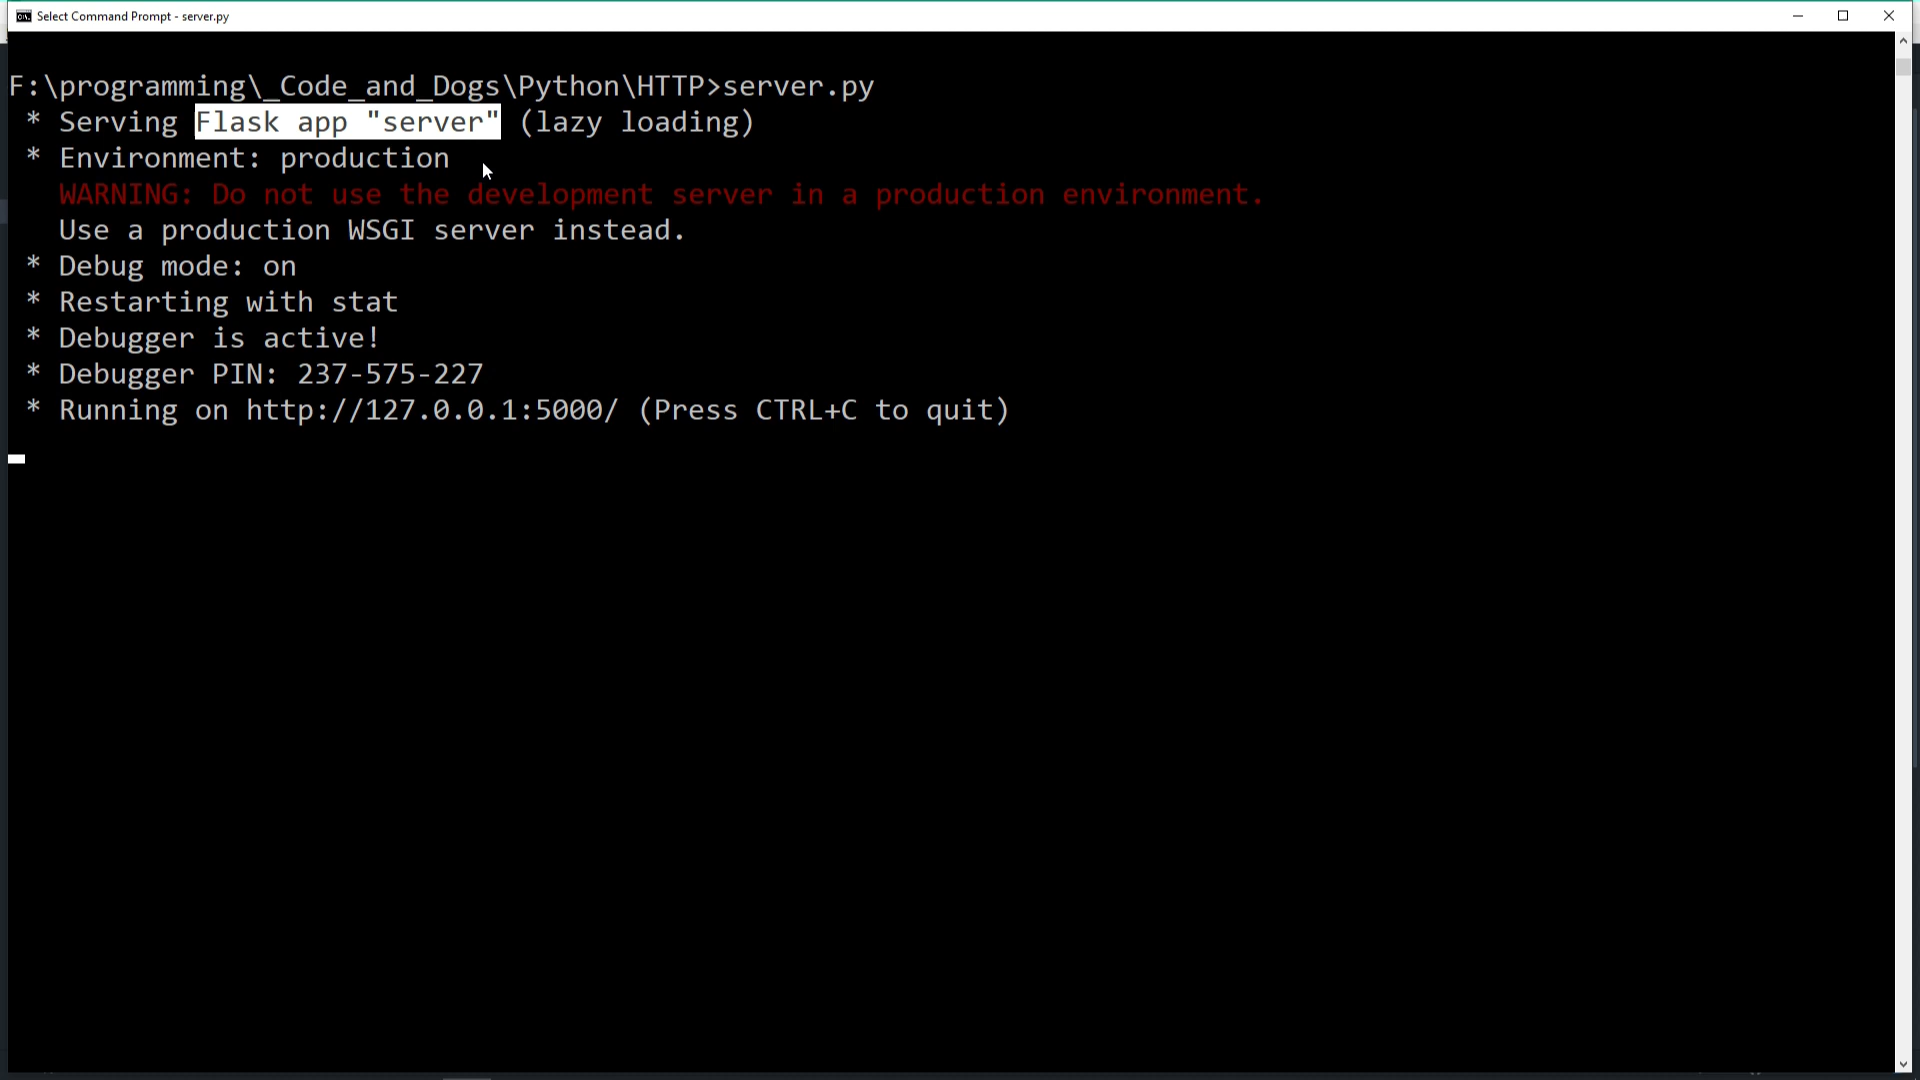 Select Command Prompt - server.py
F:\programming\_Code_and_Dogs\Python\HTTP>server.py
* Serving Flask app "server" (lazy loading)
* Environment: production
WARNING: Do not use the development server in a production environment.
Use a production WSGI server instead.
* Debug mode: on
* Restarting with stat
* Debugger is active!
* Debugger PIN: 237-575-227
* Running on http://127.0.0.1:5000/ (Press CTRL+C to quit)